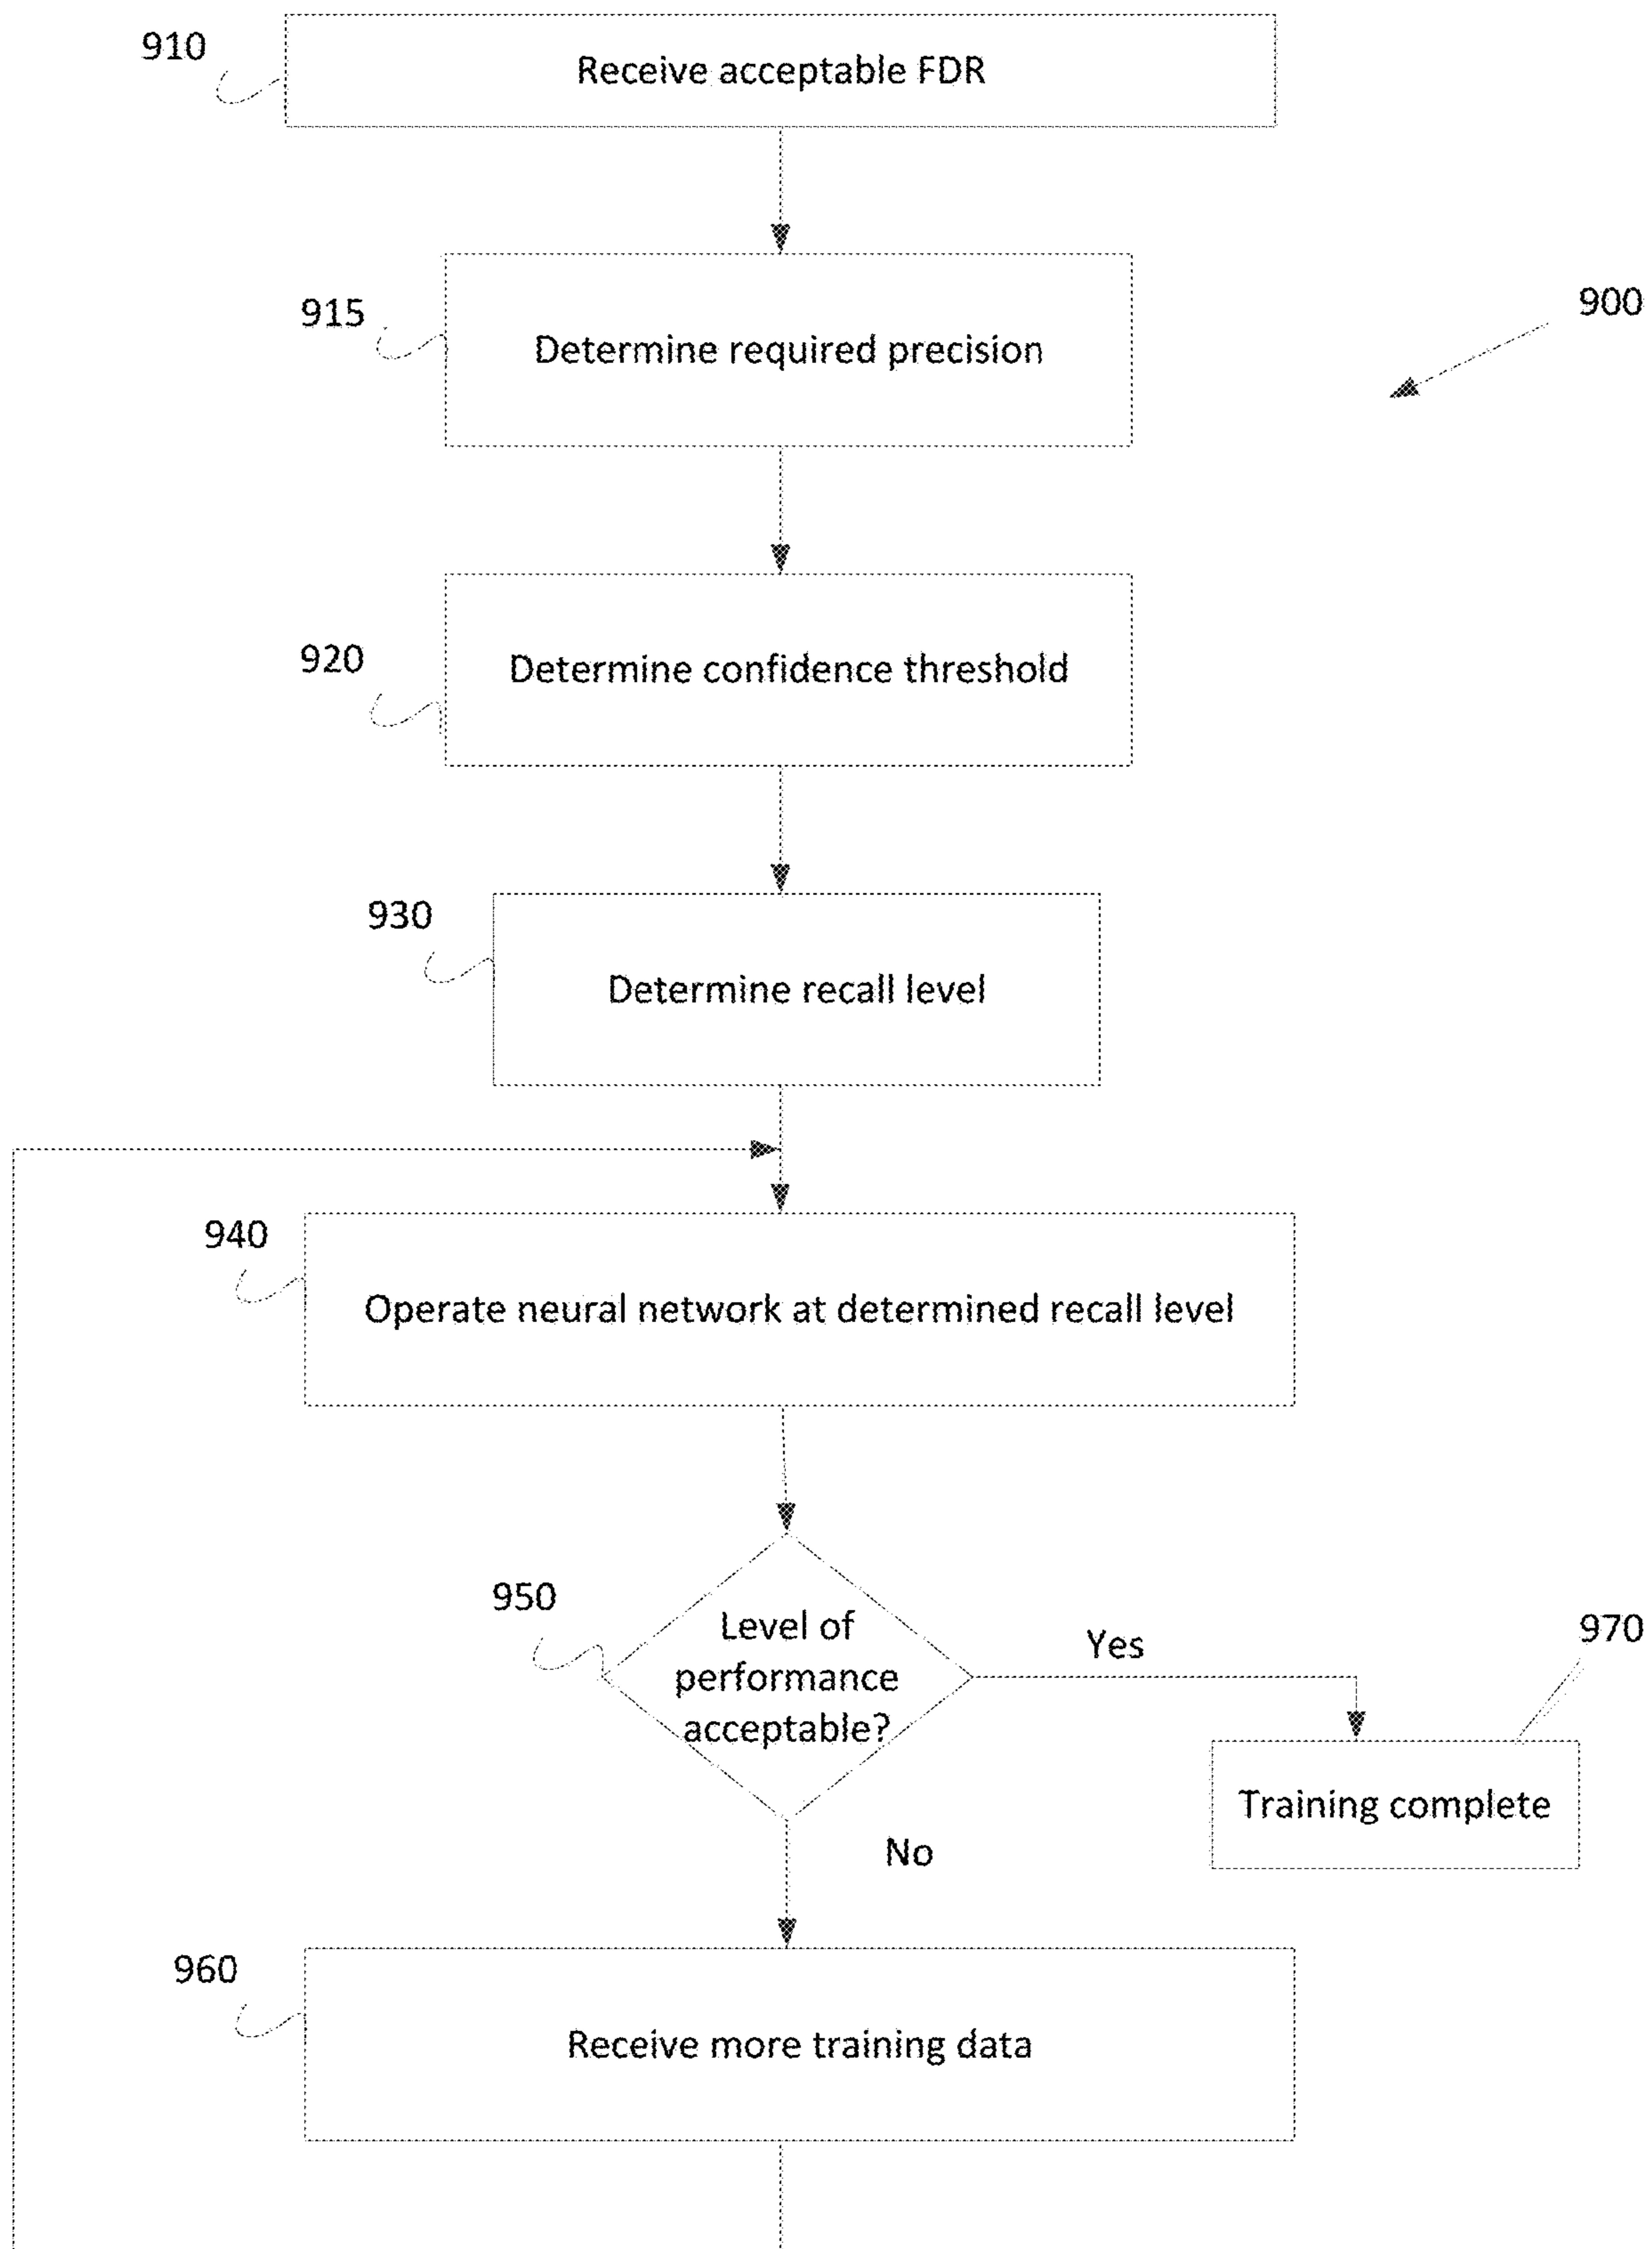 910
Receive acceptable FDR
915
Determine required precision
900
920
Determine confidence threshold
930
Determine recall level
940
Operate neural network at determined recall level
950
Level of
performance
acceptable?
Yes
970
Training complete
No
960
Receive more training data